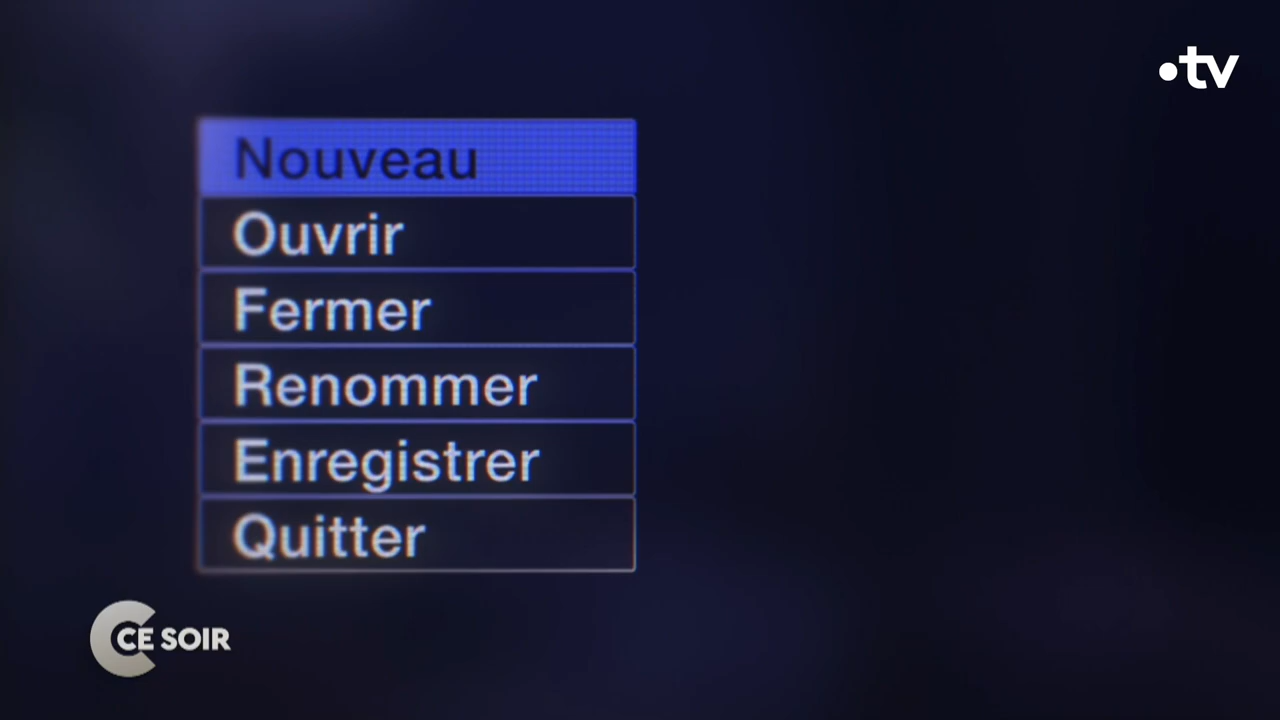 tv
Nouveau
Ouvrir
Fermer
Renommer
Enregistrer
Quitter
C CE SOIR